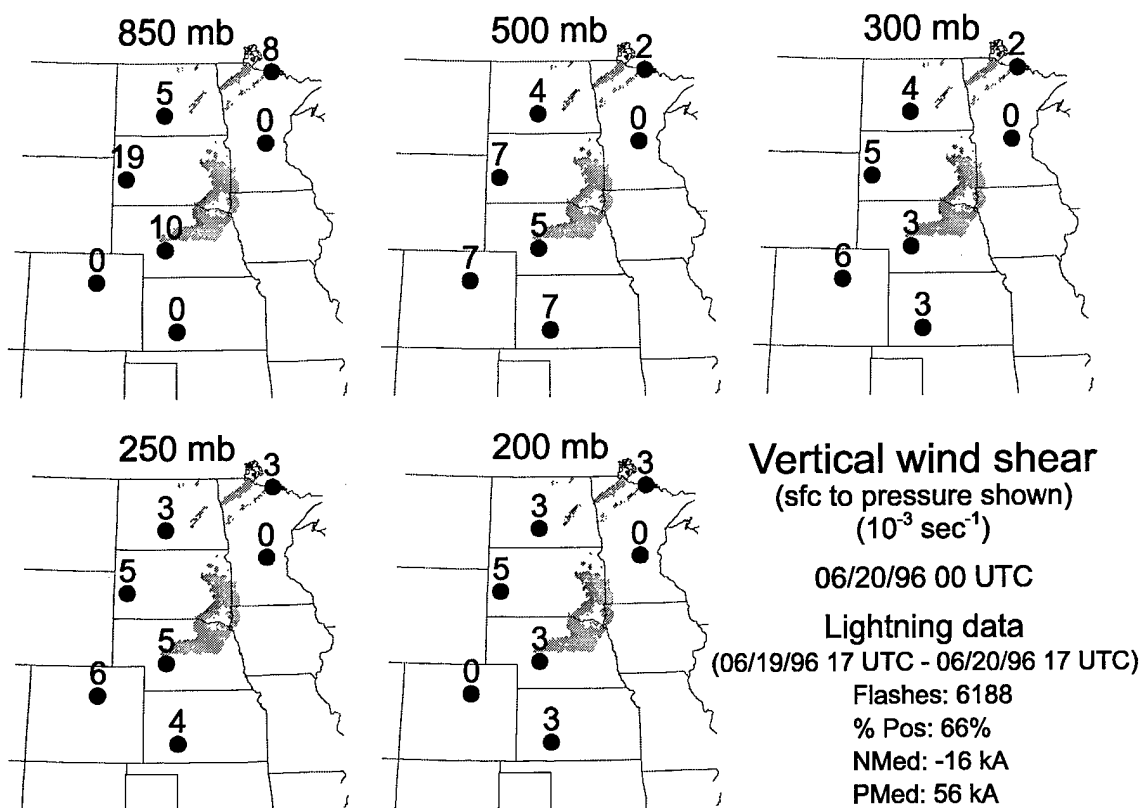 850 mb
8
5
0
19
10
0
0
500 mb
2
4
0
7
5
7
7
300 mb
2
4
0
5
3
6
3
250 mb
3
3
0
5
5
6
4
200 mb
3
3
0
5
3
0
3
Vertical wind shear
(sfc to pressure shown)
(10⁻³ sec⁻¹)
06/20/96 00 UTC
Lightning data
(06/19/96 17 UTC - 06/20/96 17 UTC)
Flashes: 6188
% Pos: 66%
NMed: -16 kA
PMed: 56 kA